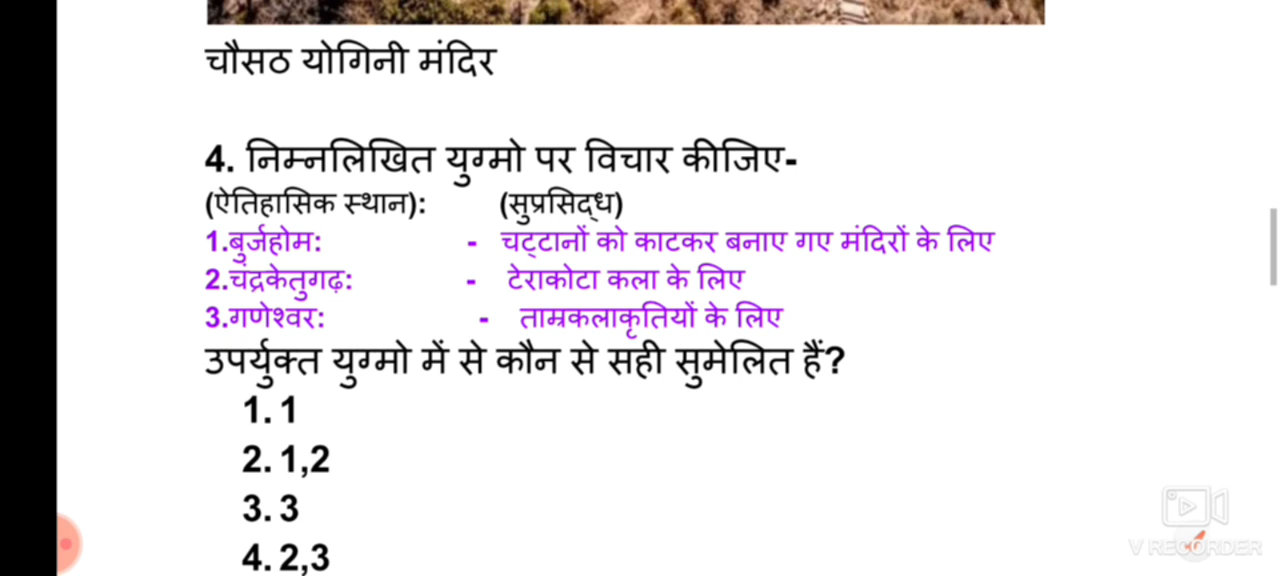 चौसठ योगिनी मंदिर
4. निम्नलिखित युग्मो पर विचार कीजिए-
(ऐतिहासिक स्थान): (सुप्रसिद्ध)
1.बुर्जहोम: - चट्टानों को काटकर बनाए गए मंदिरों के लिए
2.चंद्रकेतुगढ़: - टेराकोटा कला के लिए
3.गणेश्वर: - ताम्रकलाकृतियों के लिए
उपर्युक्त युग्मो में से कौन से सही सुमेलित हैं?
1. 1
2. 1,2
3. 3
4. 2,3
V RECORDER